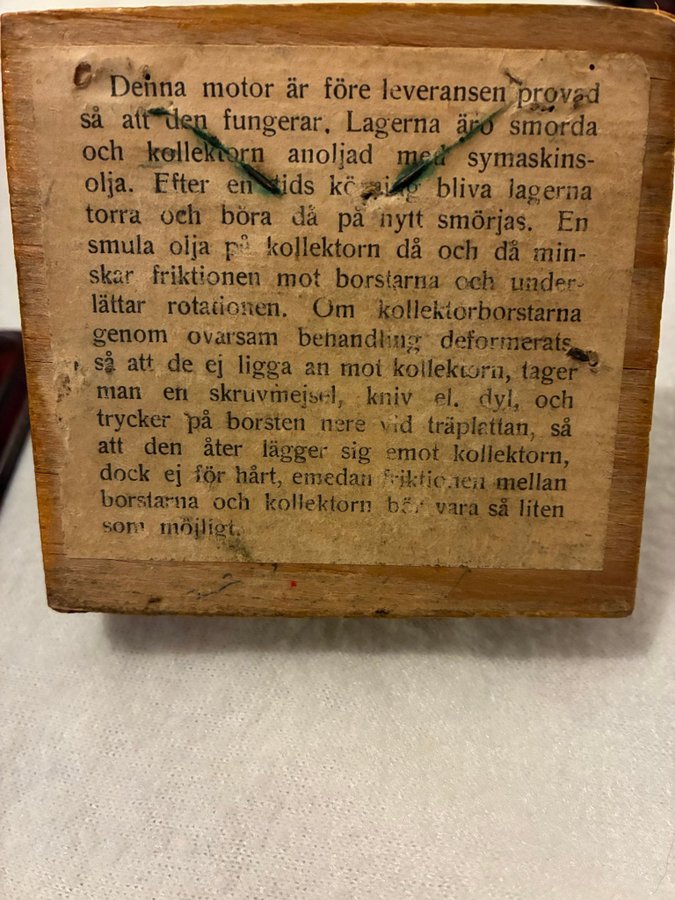 Denna motor är före leveransen provad
så att den fungerar. Lagerna äro smorda
och kollektorn anoljad med symaskins-
olja. Efter en tids körning bliva lagerna
torra och böra då på nytt smörjas. En
smula olja på kollektorn då och då min-
skar friktionen mot borstarna och under-
lättar rotationen. Om kollektorborstarna
genom ovarsam behandling deformerats,
så att de ej ligga an mot kollektorn, tager
man en skruvmejsel, kniv el. dyl, och
trycker på borsten nere vid träplattan, så
att den åter lägger sig emot kollektorn,
dock ej för hårt, emedan friktionen mellan
borstarna och kollektorn bör vara så liten
som möjligt.